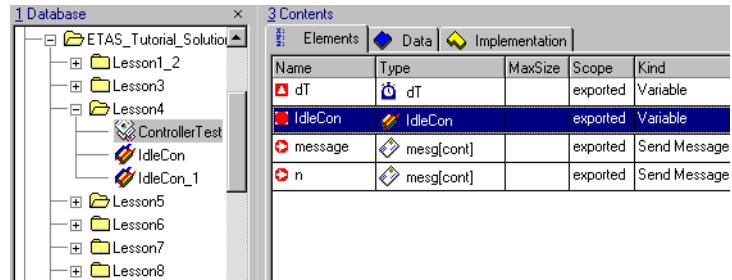 1 Database × 3 Contents
ETAS_Tutorial_Solution Elements Data Implementation
Lesson1_2 Name Type MaxSize Scope Kind
Lesson3 dT dT exported Variable
Lesson4
ControllerTest IdleCon IdleCon exported Variable
IdleCon message mesg[cont] exported Send Message
IdleCon_1 n mesg[cont] exported Send Message
Lesson5
Lesson6
Lesson7
Lesson8